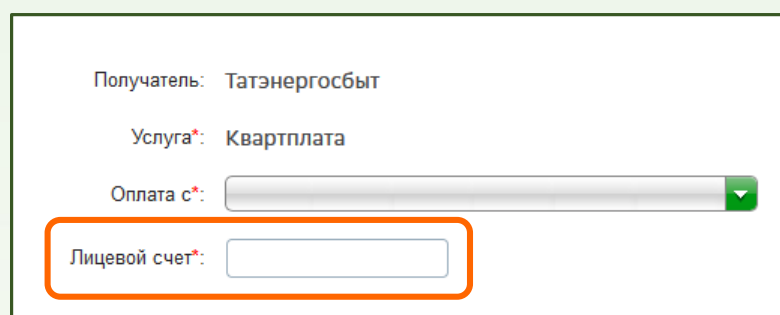 Получатель: Татэнергосбыт
Услуга*: Квартплата
Оплата с*:
Лицевой счет*: